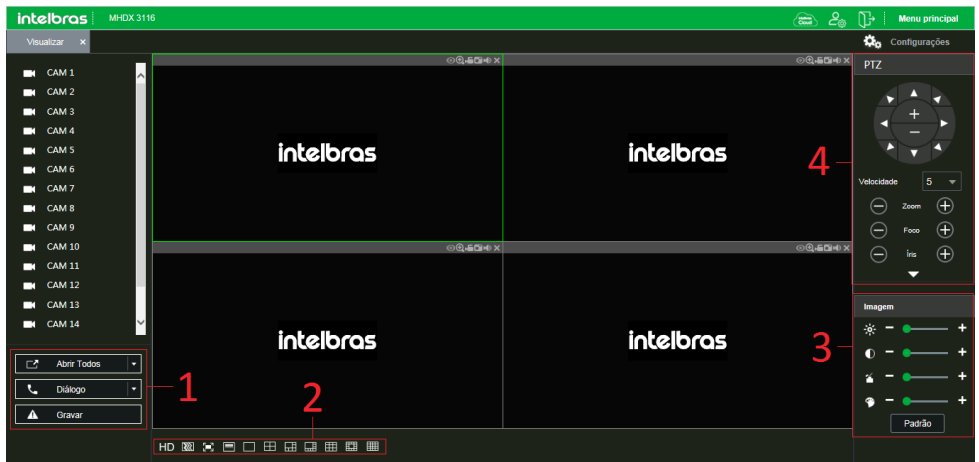 intelbras MHDX 3116 Intelbras Cloud Menu principal
Visualizar × Configurações
CAM 1
CAM 2
CAM 3
CAM 4
CAM 5
CAM 6
CAM 7
CAM 8
CAM 9
CAM 10
CAM 11
CAM 12
CAM 13
CAM 14
Abrir Todos
Diálogo
Gravar
1
intelbras
intelbras
intelbras
intelbras
2
HD
PTZ
4
Velocidade 5
Zoom
Foco
Íris
Imagem
3
Padrão